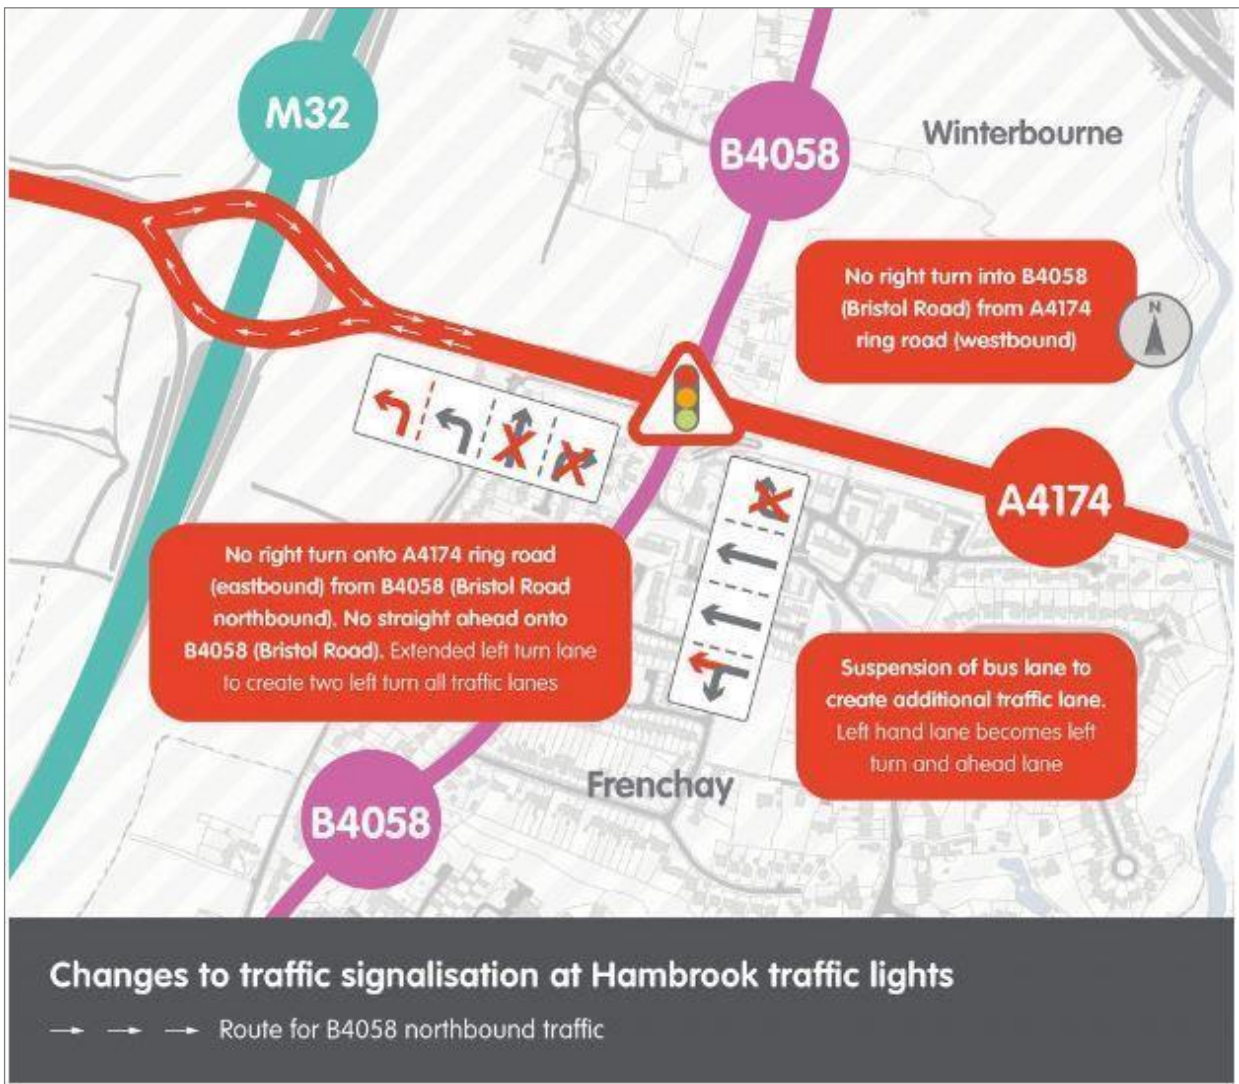 M32
B4058
Winterbourne
No right turn into B4058
(Bristol Road) from A4174
ring road (westbound)
N
A4174
No right turn onto A4174 ring road
(eastbound) from B4058 (Bristol Road
northbound). No straight ahead onto
B4058 (Bristol Road). Extended left turn lane
to create two left turn all traffic lanes
Suspension of bus lane to
create additional traffic lane.
Left hand lane becomes left
turn and ahead lane
Frenchay
B4058
Changes to traffic signalisation at Hambrook traffic lights
Route for B4058 northbound traffic